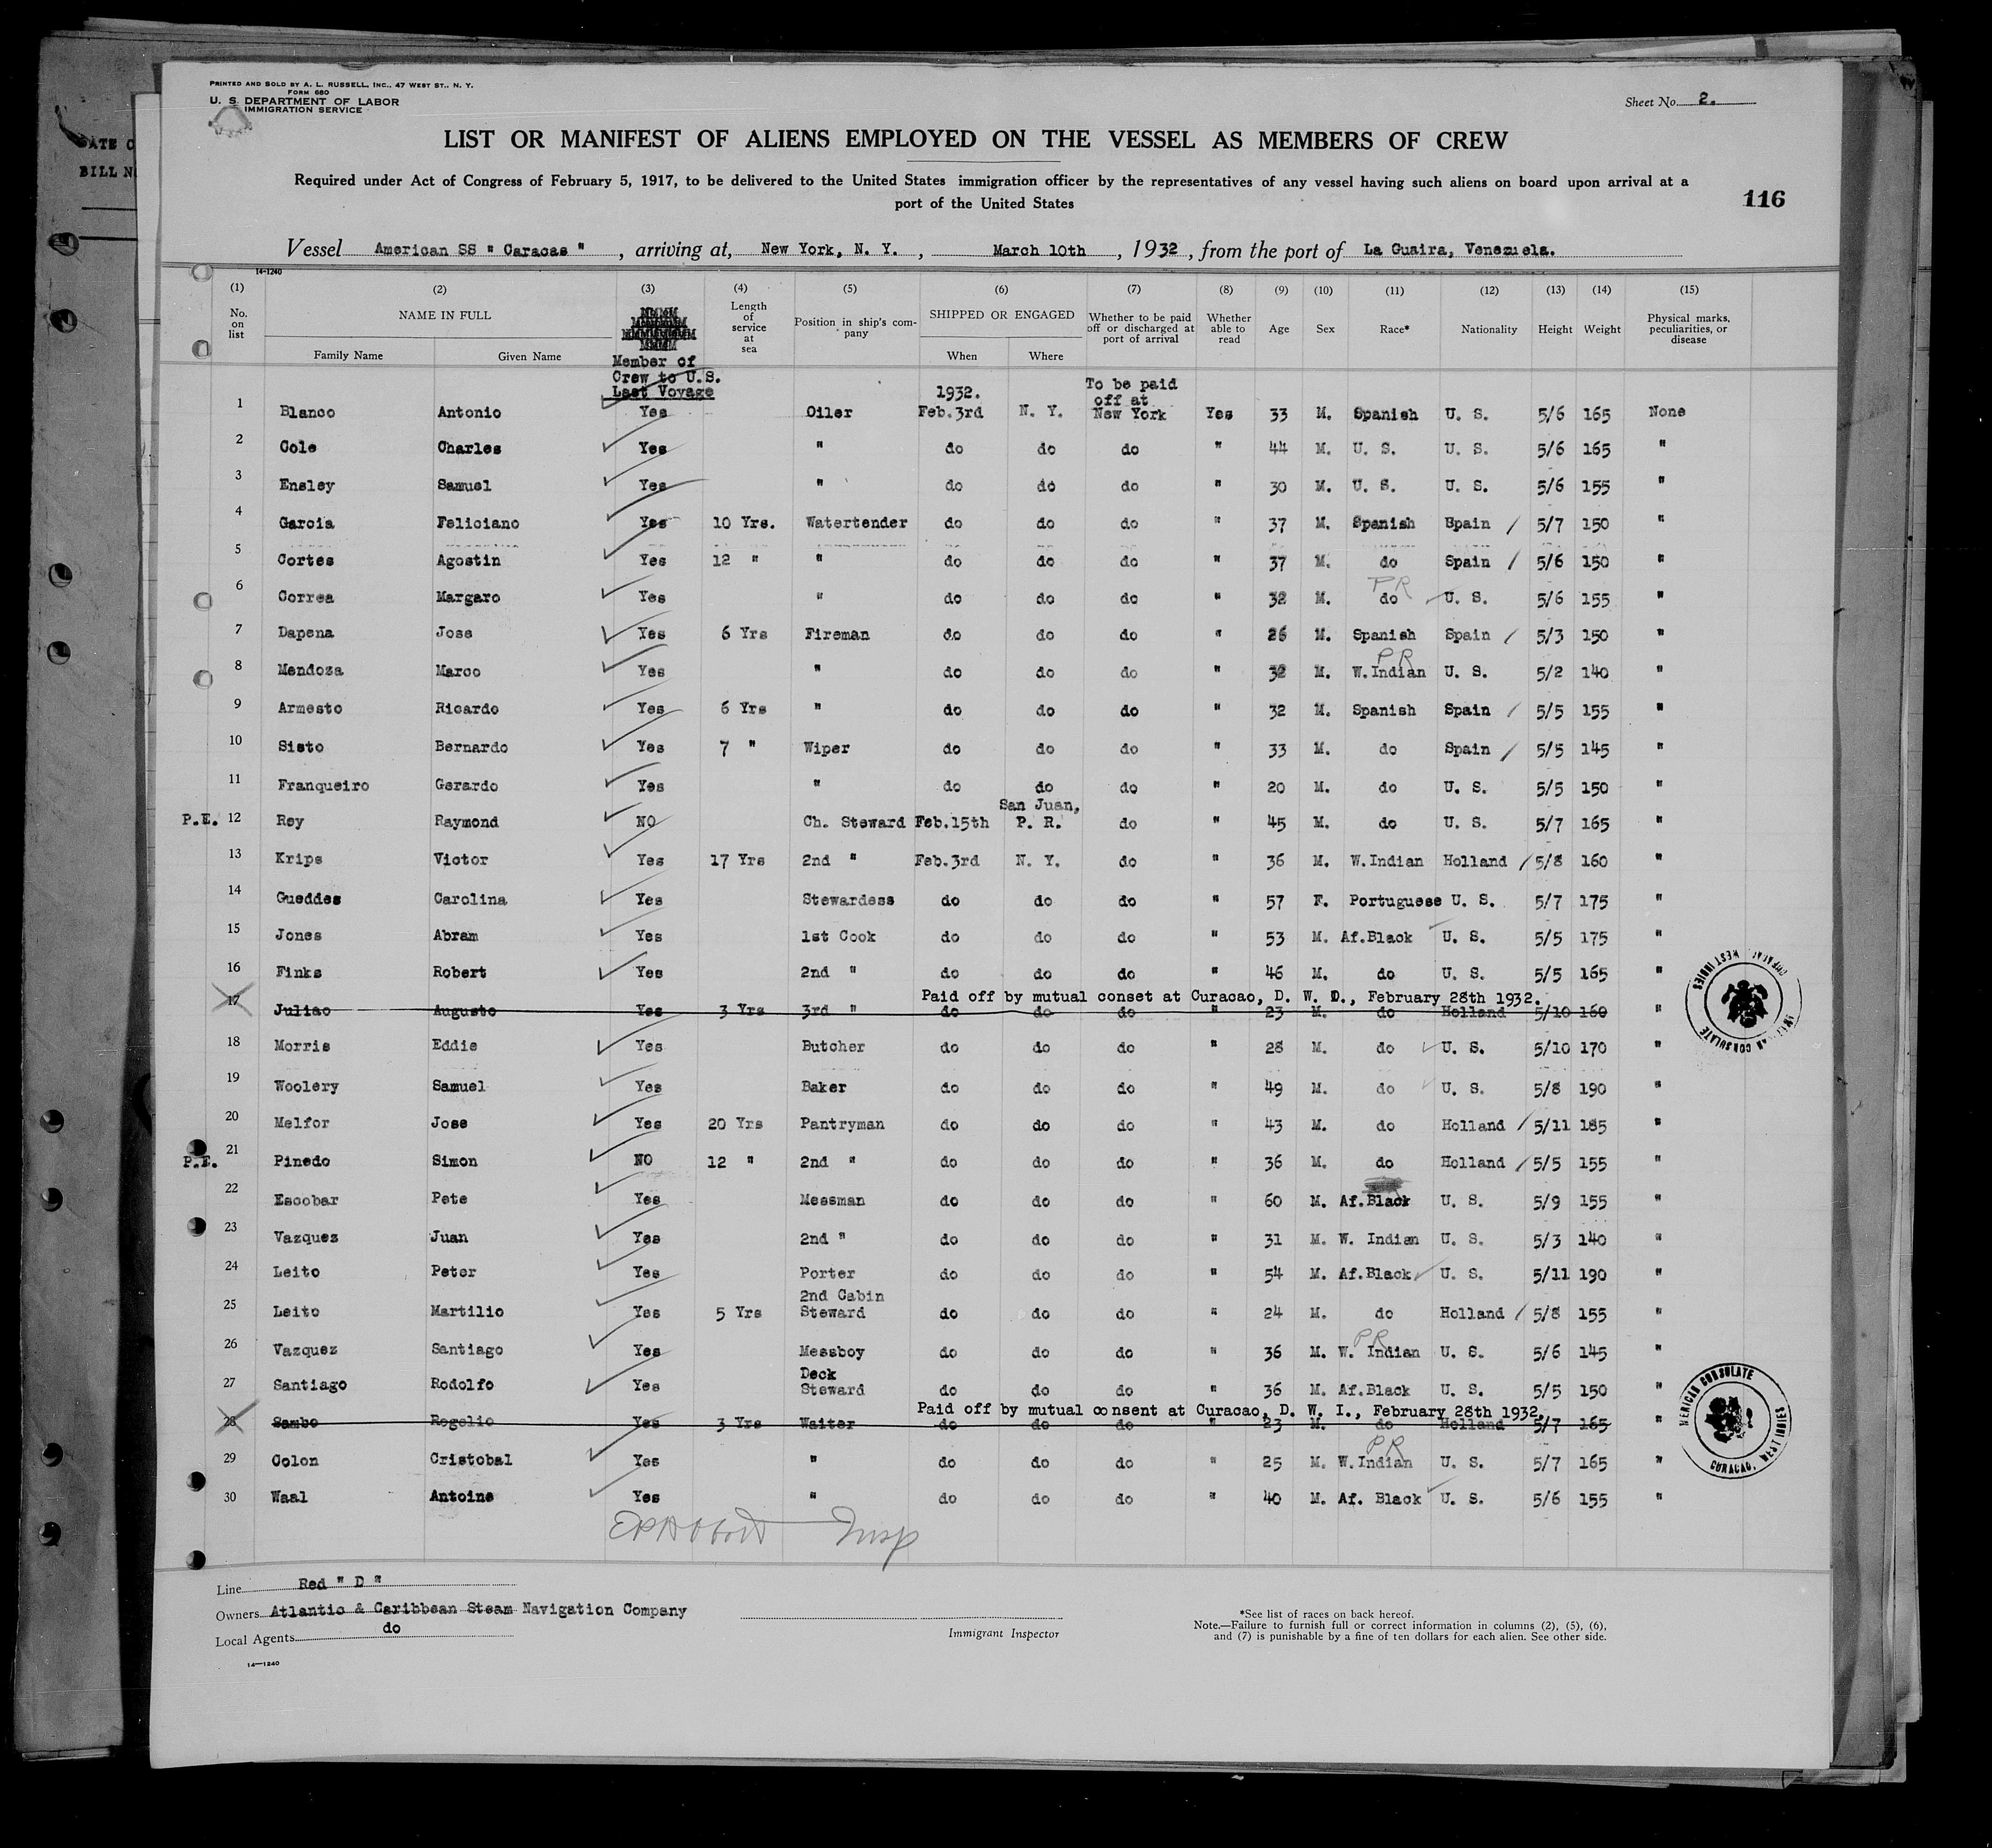 PRINTED AND SOLD BY A. L. RUSSELL, INC., 47 WEST ST., N. Y.
FORM 680
U. S. DEPARTMENT OF LABOR
IMMIGRATION SERVICE
Sheet No. 2.
LIST OR MANIFEST OF ALIENS EMPLOYED ON THE VESSEL AS MEMBERS OF CREW
Required under Act of Congress of February 5, 1917, to be delivered to the United States immigration officer by the representatives of any vessel having such aliens on board upon arrival at a
port of the United States
116
Vessel American SS " Caracas ", arriving at, New York, N. Y., March 10th, 1932, from the port of La Guaira, Venezuela.
14-1240
(1) (2) (3) (4) (5) (6) (7) (8) (9) (10) (11) (12) (13) (14) (15)
No. on list NAME IN FULL Family Name Given Name Member of Crew to U.S. Last Voyage Length of service at sea Position in ship's company SHIPPED OR ENGAGED When Where Whether to be paid off or discharged at port of arrival Whether able to read Age Sex Race* Nationality Height Weight Physical marks, peculiarities, or disease
1932. To be paid off at
1 Blanco Antonio Yes Oiler Feb.3rd N. Y. New York Yes 33 M. Spanish U. S. 5/6 165 None
2 Cole Charles Yes " do do do " 44 M. U. S. U. S. 5/6 165 "
3 Ensley Samuel Yes " do do do " 30 M. U. S. U. S. 5/6 155 "
4 Garcia Feliciano Yes 10 Yrs. Watertender do do do " 37 M. Spanish Spain 5/7 150 "
5 Cortes Agostin Yes 12 " " do do do " 37 M. do Spain 5/6 150 "
PR
6 Correa Margaro Yes " do do do " 32 M. do U. S. 5/6 155 "
7 Dapena Jose Yes 6 Yrs Fireman do do do " 26 M. Spanish Spain 5/3 150 "
PR
8 Mendoza Marco Yes " do do do " 32 M. W.Indian U. S. 5/2 140 "
9 Armesto Ricardo Yes 6 Yrs " do do do " 32 M. Spanish Spain 5/5 155 "
10 Sisto Bernardo Yes 7 " Wiper do do do " 33 M. do Spain 5/5 145 "
11 Franqueiro Gerardo Yes " do do do " 20 M. do U. S. 5/5 150 "
San Juan,
P.E. 12 Rey Raymond NO Ch. Steward Feb.15th P. R. do " 45 M. do U. S. 5/7 165 "
13 Krips Victor Yes 17 Yrs 2nd " Feb.3rd N. Y. do " 36 M. W.Indian Holland 5/8 160 "
14 Gueddes Carolina Yes Stewardess do do do " 57 F. Portuguese U. S. 5/7 175 "
15 Jones Abram Yes 1st Cook do do do " 53 M. Af.Black U. S. 5/5 175 "
16 Finks Robert Yes 2nd " do do do " 46 M. do U. S. 5/5 165 "
Paid off by mutual conset at Curacao, D. W. D., February 28th 1932.
17 Juliao Augusto Yes 3 Yrs 3rd " do do do " 23 M. do Holland 5/10 160 "
18 Morris Eddie Yes Butcher do do do " 28 M. do U. S. 5/10 170 "
19 Woolery Samuel Yes Baker do do do " 49 M. do U. S. 5/8 190 "
20 Melfor Jose Yes 20 Yrs Pantryman do do do " 43 M. do Holland 5/11 185 "
P.E. 21 Pinedo Simon NO 12 " 2nd " do do do " 36 M. do Holland 5/5 155 "
22 Escobar Pete Yes Messman do do do " 60 M. Af.Black U. S. 5/9 155 "
23 Vazquez Juan Yes 2nd " do do do " 31 M. W. Indian U. S. 5/3 140 "
24 Leito Peter Yes Porter do do do " 54 M. Af.Black U. S. 5/11 190 "
2nd Cabin
25 Leito Martilio Yes 5 Yrs Steward do do do " 24 M. do Holland 5/8 155 "
PR
26 Vazquez Santiago Yes Messboy do do do " 36 M. W. Indian U. S. 5/6 145 "
Deck
27 Santiago Rodolfo Yes Steward do do do " 36 M. Af.Black U. S. 5/5 150 "
Paid off by mutual consent at Curacao, D. W. I., February 28th 1932.
28 Sambo Rogelio Yes 3 Yrs Waiter do do do " 23 M. do Holland 5/7 165 "
PR
29 Colon Cristobal Yes " do do do " 25 M. W.Indian U. S. 5/7 165 "
30 Waal Antoine Yes " do do do " 40 M. Af. Black U. S. 5/6 155 "
Insp
AMERICAN CONSULATE
CURACAO, WEST INDIES
Line Red " D "
Owners Atlantic & Caribbean Steam Navigation Company
Local Agents do
Immigrant Inspector
*See list of races on back hereof.
Note.—Failure to furnish full or correct information in columns (2), (5), (6),
and (7) is punishable by a fine of ten dollars for each alien. See other side.
14—1240